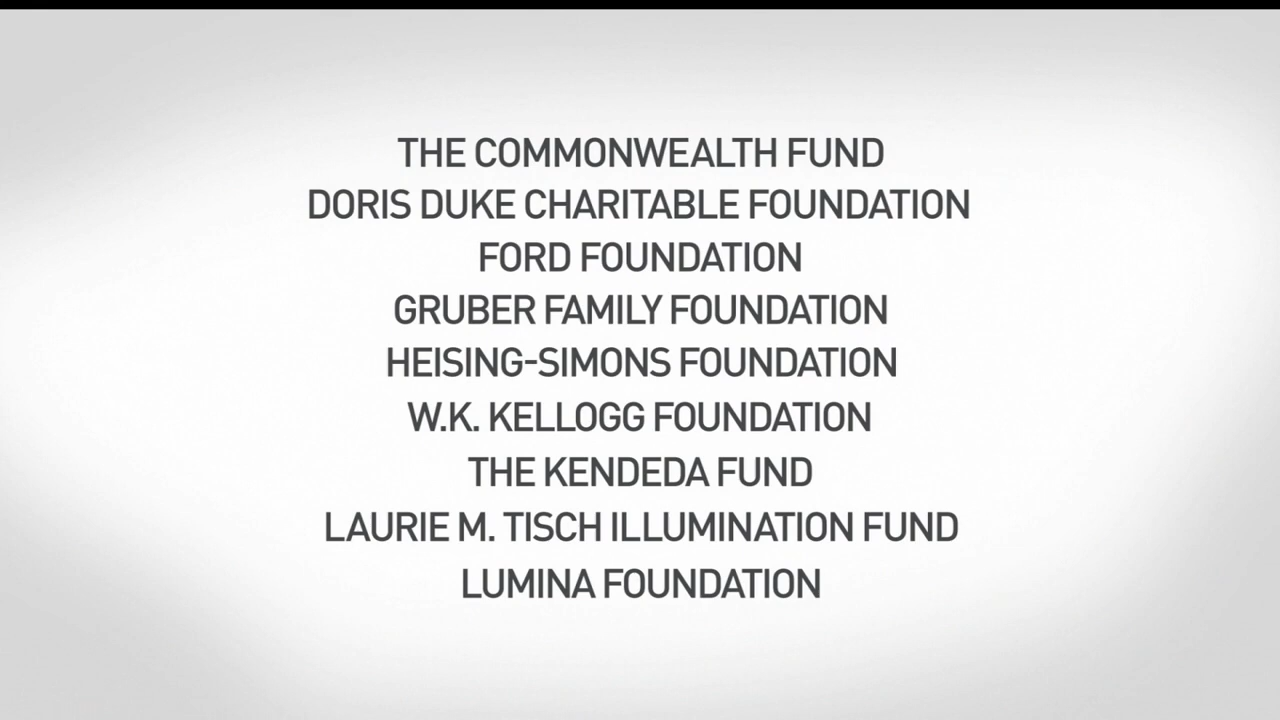 THE COMMONWEALTH FUND
DORIS DUKE CHARITABLE FOUNDATION
FORD FOUNDATION
GRUBER FAMILY FOUNDATION
HEISING-SIMONS FOUNDATION
W.K. KELLOGG FOUNDATION
THE KENDEDA FUND
LAURIE M. TISCH ILLUMINATION FUND
LUMINA FOUNDATION